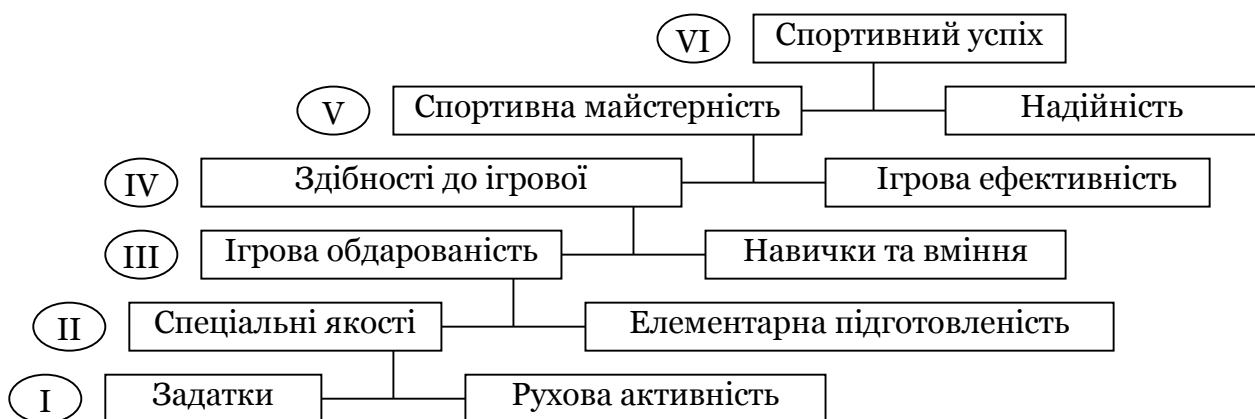 VI Спортивний успіх
V Спортивна майстерність Надійність
IV Здібності до ігрової Ігрова ефективність
III Ігрова обдарованість Навички та вміння
II Спеціальні якості Елементарна підготовленість
I Задатки Рухова активність